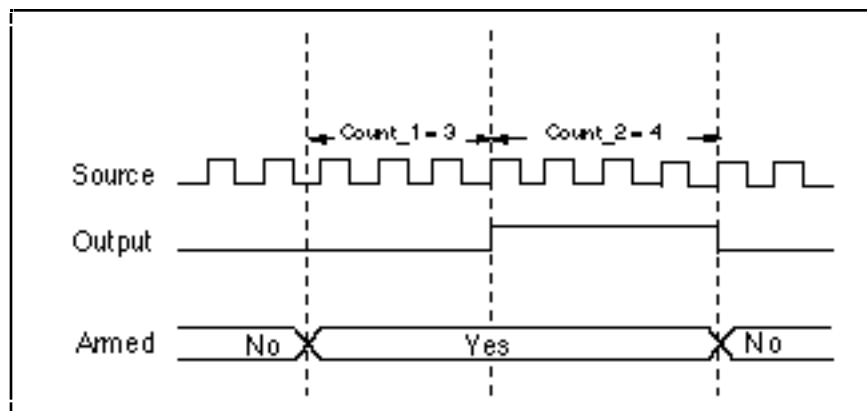 Count_1 = 3
Count_2 = 4
Source
Output
Armed
No
Yes
No